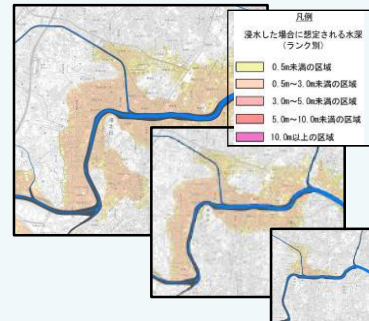 凡例
浸水した場合に想定される水深
(ランク別)
0.5m未満の区域
0.5m～3.0m未満の区域
3.0m～5.0m未満の区域
5.0m～10.0m未満の区域
10.0m以上の区域